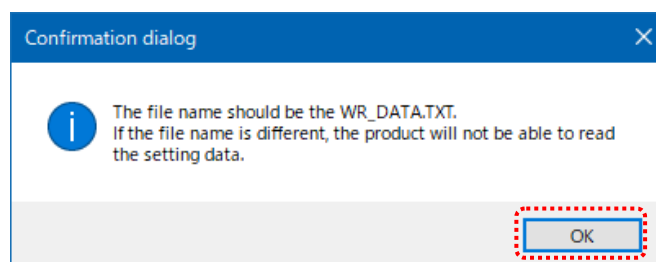 Confirmation dialog
The file name should be the WR_DATA.TXT.
If the file name is different, the product will not be able to read
the setting data.
OK